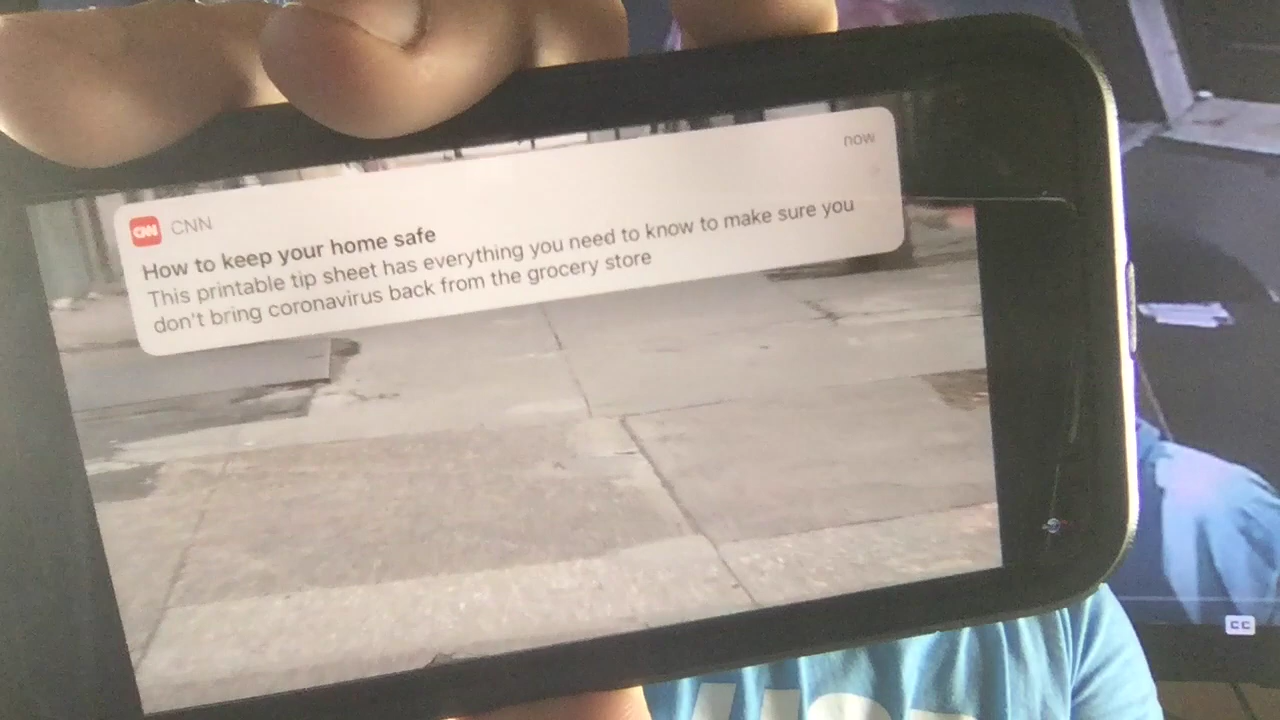 CNN CNN
now
How to keep your home safe
This printable tip sheet has everything you need to know to make sure you
don't bring coronavirus back from the grocery store
CC